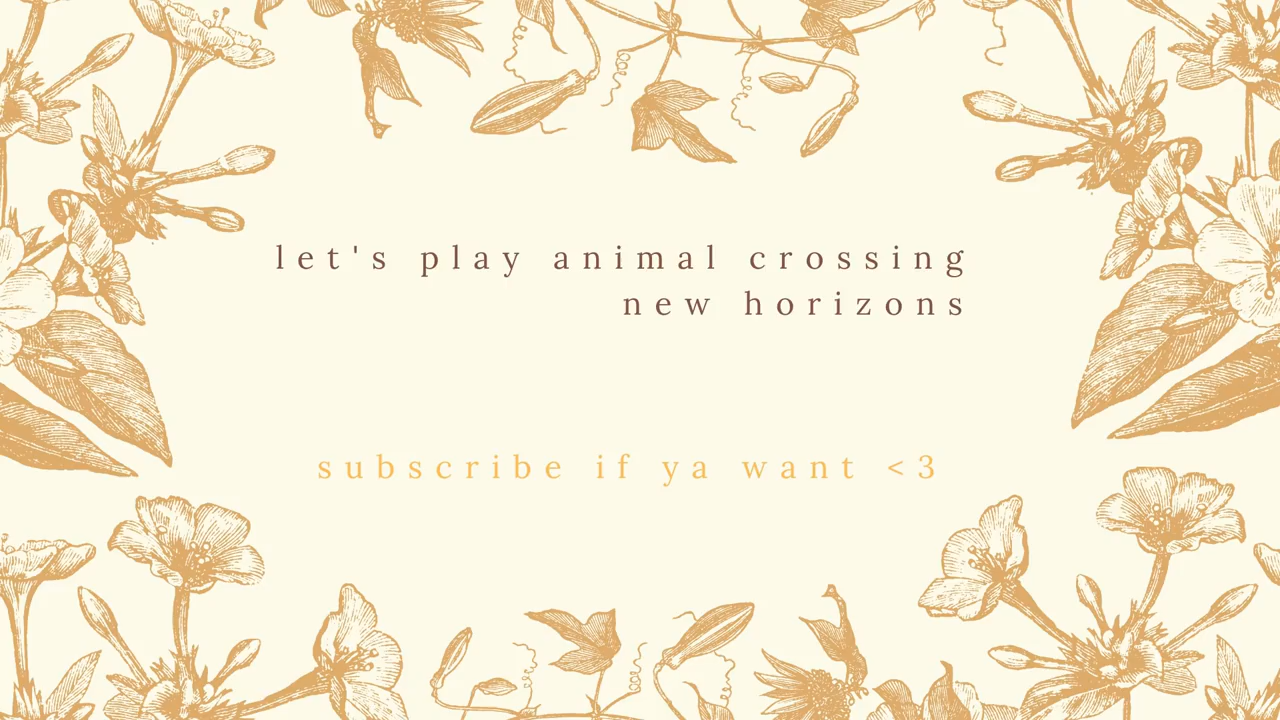 let's play animal crossing
new horizons
subscribe if ya want <3